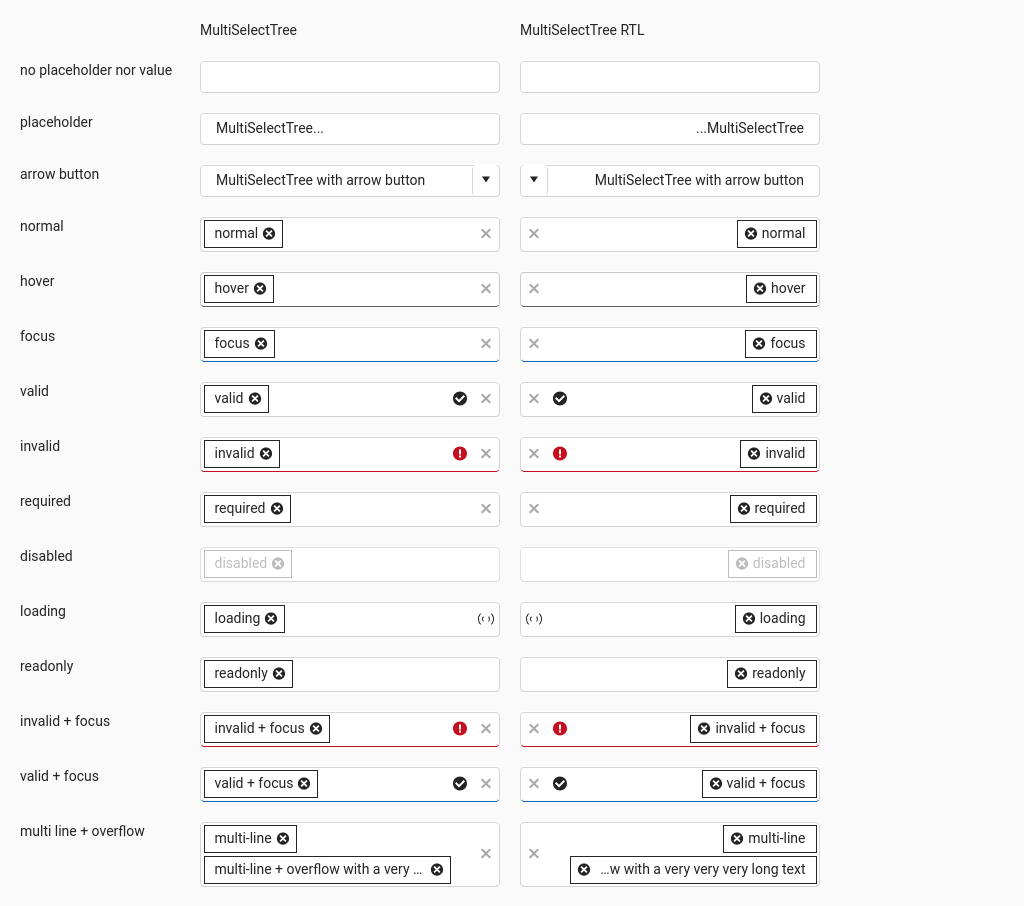 MultiSelectTree MultiSelectTree RTL
no placeholder nor value
placeholder MultiSelectTree... ...MultiSelectTree
arrow button MultiSelectTree with arrow button MultiSelectTree with arrow button
normal normal normal
hover hover hover
focus focus focus
valid valid valid
invalid invalid invalid
required required required
disabled disabled disabled
loading loading loading
readonly readonly readonly
invalid + focus invalid + focus invalid + focus
valid + focus valid + focus valid + focus
multi line + overflow multi-line multi-line
multi-line + overflow with a very ... ...w with a very very very long text